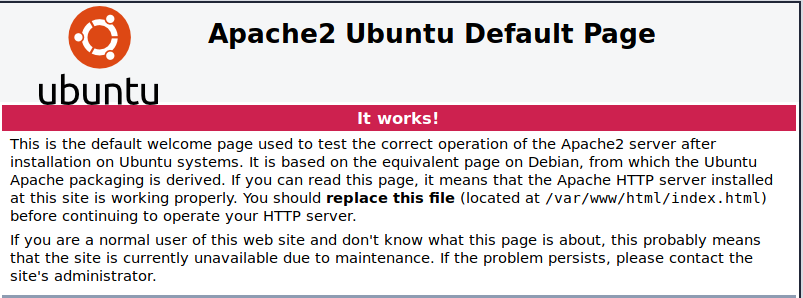 Apache2 Ubuntu Default Page
ubuntu
It works!
This is the default welcome page used to test the correct operation of the Apache2 server after
installation on Ubuntu systems. It is based on the equivalent page on Debian, from which the Ubuntu
Apache packaging is derived. If you can read this page, it means that the Apache HTTP server installed
at this site is working properly. You should replace this file (located at /var/www/html/index.html)
before continuing to operate your HTTP server.
If you are a normal user of this web site and don't know what this page is about, this probably means
that the site is currently unavailable due to maintenance. If the problem persists, please contact the
site's administrator.